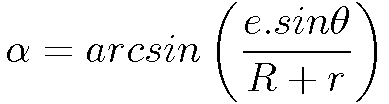 α = arcsin ( e.sinθ / R + r )